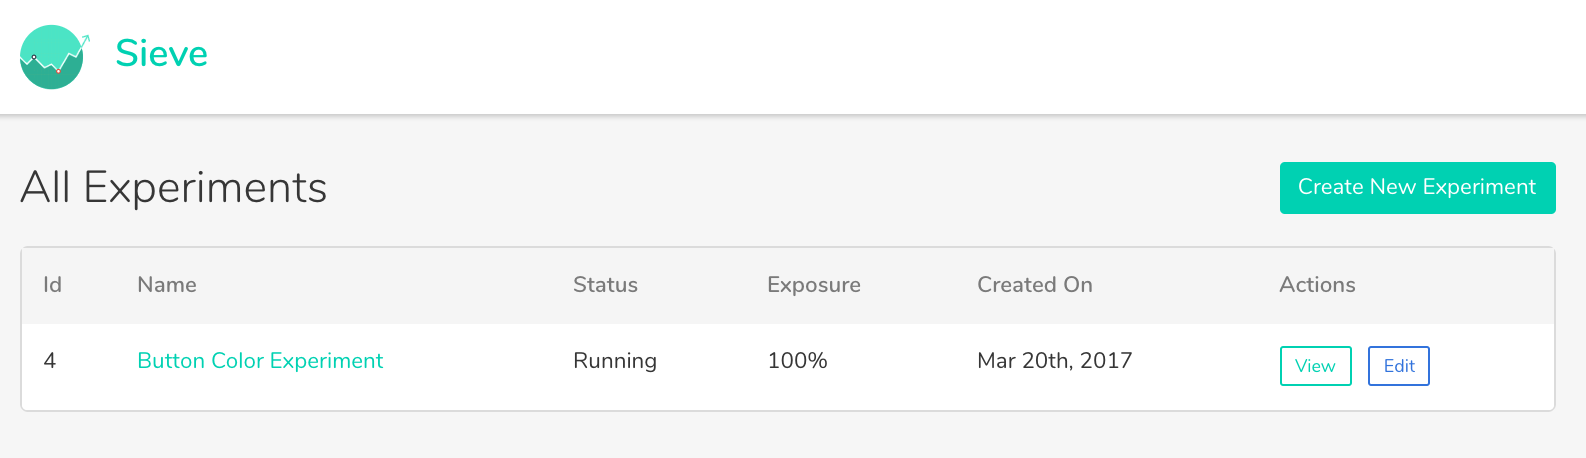 Sieve
All Experiments
Create New Experiment
Id Name Status Exposure Created On Actions
4 Button Color Experiment Running 100% Mar 20th, 2017 View Edit